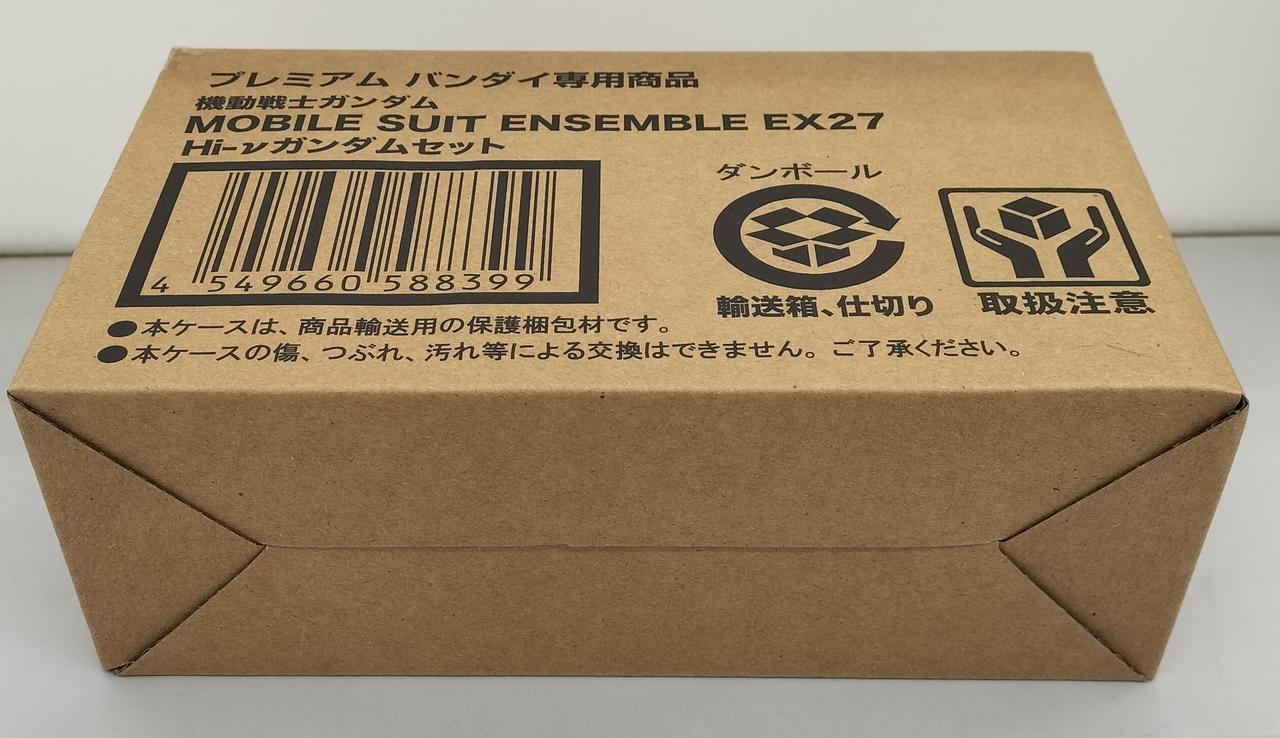 プレミアム バンダイ専用商品
機動戦士ガンダム
MOBILE SUIT ENSEMBLE EX27
Hi-νガンダムセット
4 549660 588399
ダンボール
輸送箱、仕切り
取扱注意
●本ケースは、商品輸送用の保護梱包材です。
●本ケースの傷、つぶれ、汚れ等による交換はできません。ご了承ください。